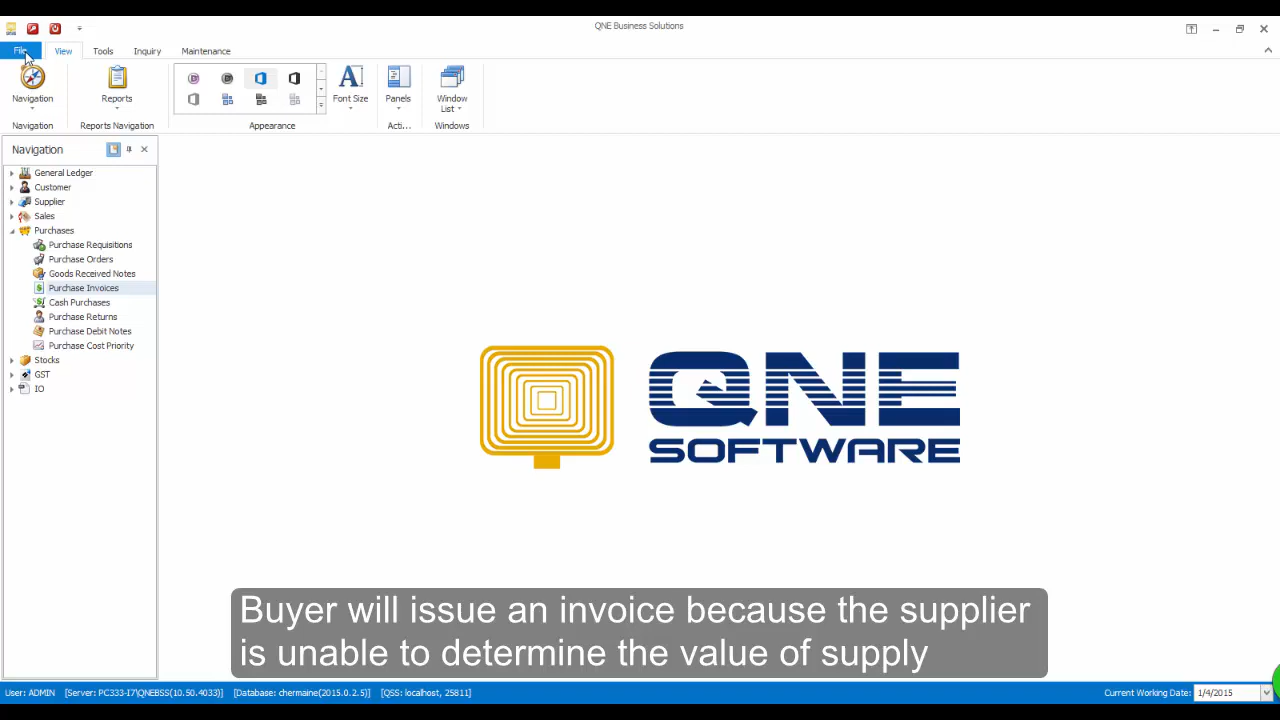 QNE Business Solutions
File View Tools Inquiry Maintenance
Navigation Reports Font Size Panels Window List
Navigation Reports Navigation Appearance Acti... Windows
Navigation
General Ledger
Customer
Supplier
Sales
Purchases
Purchase Requisitions
Purchase Orders
Goods Received Notes
Purchase Invoices
Cash Purchases
Purchase Returns
Purchase Debit Notes
Purchase Cost Priority
Stocks
GST
IO
QNE
SOFTWARE
Buyer will issue an invoice because the supplier
is unable to determine the value of supply
User: ADMIN [Server: PC333-I7\QNEBSS(10.50.4033)] [Database: chermaine(2015.0.2.5)] [QSS: localhost, 25811] Current Working Date: 1/4/2015